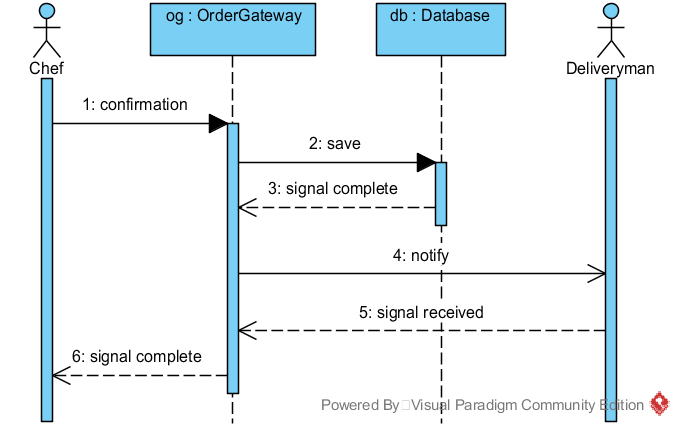 og : OrderGateway
db : Database
Chef
Deliveryman
1: confirmation
2: save
3: signal complete
4: notify
5: signal received
6: signal complete
Powered By Visual Paradigm Community Edition